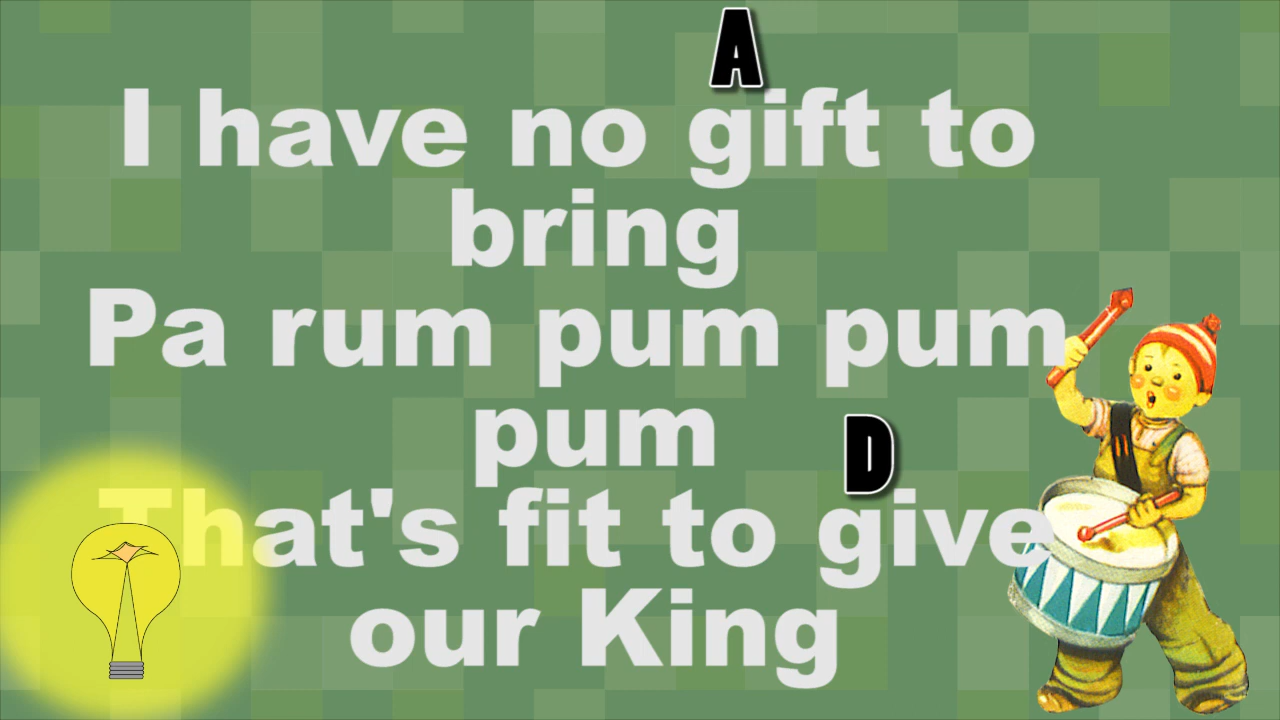 A
I have no gift to
bring
Pa rum pum pum
pum
D
That's fit to give
our King